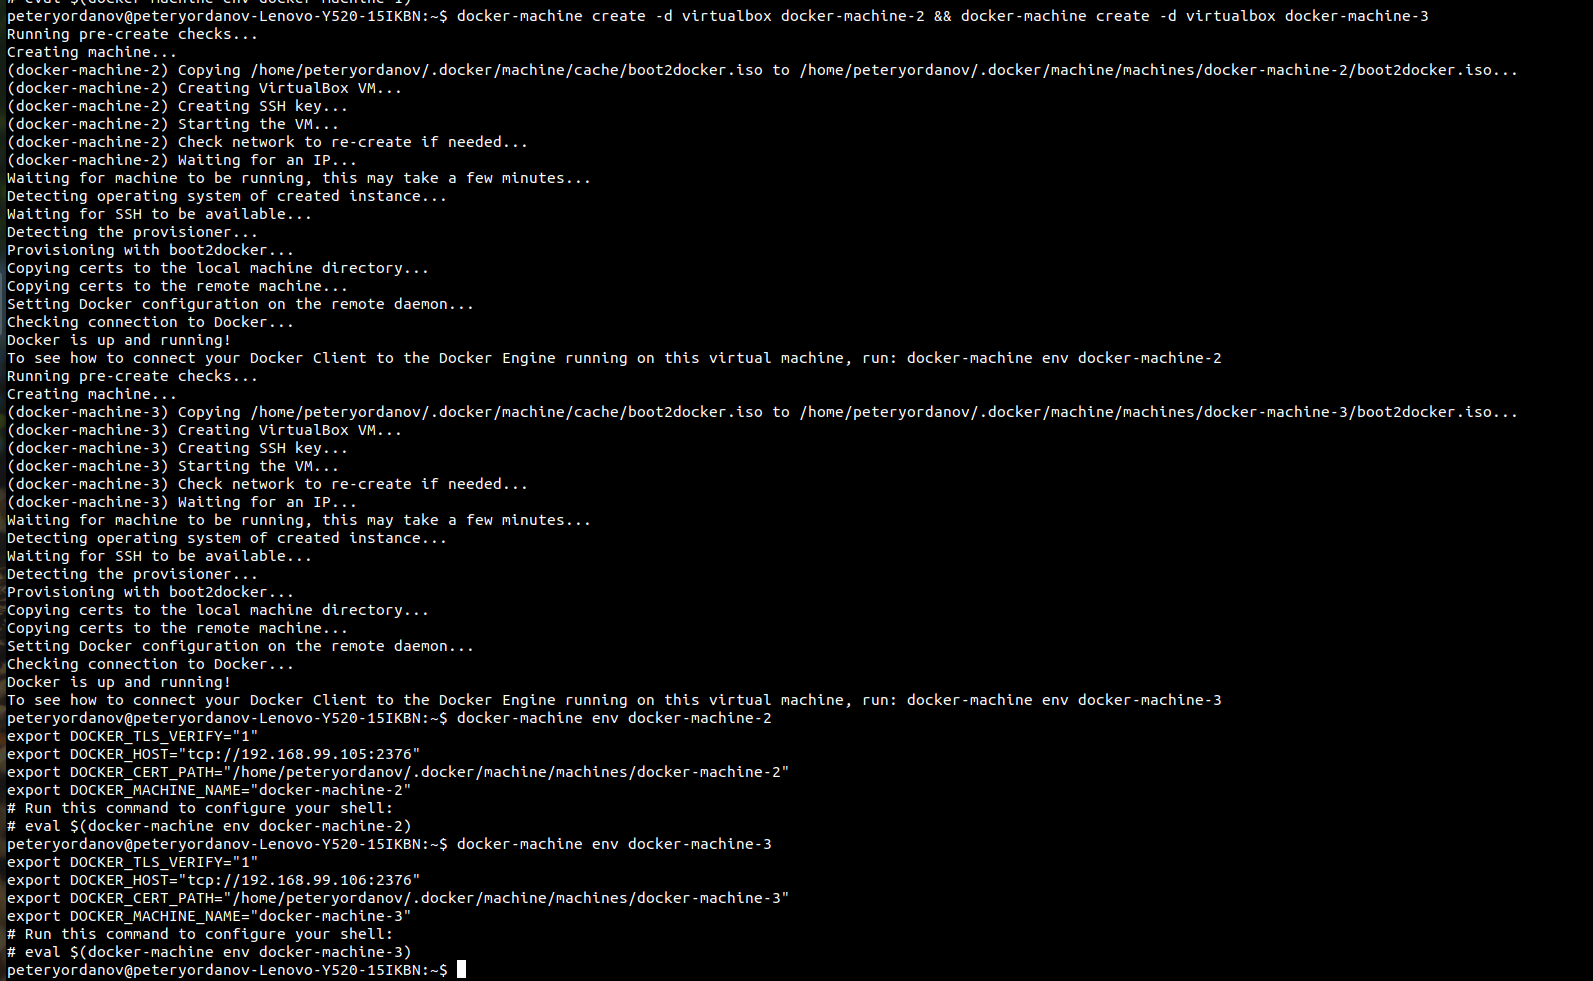 # eval $(docker-machine env docker-machine-1)
peteryordanov@peteryordanov-Lenovo-Y520-15IKBN:~$ docker-machine create -d virtualbox docker-machine-2 && docker-machine create -d virtualbox docker-machine-3
Running pre-create checks...
Creating machine...
(docker-machine-2) Copying /home/peteryordanov/.docker/machine/cache/boot2docker.iso to /home/peteryordanov/.docker/machine/machines/docker-machine-2/boot2docker.iso...
(docker-machine-2) Creating VirtualBox VM...
(docker-machine-2) Creating SSH key...
(docker-machine-2) Starting the VM...
(docker-machine-2) Check network to re-create if needed...
(docker-machine-2) Waiting for an IP...
Waiting for machine to be running, this may take a few minutes...
Detecting operating system of created instance...
Waiting for SSH to be available...
Detecting the provisioner...
Provisioning with boot2docker...
Copying certs to the local machine directory...
Copying certs to the remote machine...
Setting Docker configuration on the remote daemon...
Checking connection to Docker...
Docker is up and running!
To see how to connect your Docker Client to the Docker Engine running on this virtual machine, run: docker-machine env docker-machine-2
Running pre-create checks...
Creating machine...
(docker-machine-3) Copying /home/peteryordanov/.docker/machine/cache/boot2docker.iso to /home/peteryordanov/.docker/machine/machines/docker-machine-3/boot2docker.iso...
(docker-machine-3) Creating VirtualBox VM...
(docker-machine-3) Creating SSH key...
(docker-machine-3) Starting the VM...
(docker-machine-3) Check network to re-create if needed...
(docker-machine-3) Waiting for an IP...
Waiting for machine to be running, this may take a few minutes...
Detecting operating system of created instance...
Waiting for SSH to be available...
Detecting the provisioner...
Provisioning with boot2docker...
Copying certs to the local machine directory...
Copying certs to the remote machine...
Setting Docker configuration on the remote daemon...
Checking connection to Docker...
Docker is up and running!
To see how to connect your Docker Client to the Docker Engine running on this virtual machine, run: docker-machine env docker-machine-3
peteryordanov@peteryordanov-Lenovo-Y520-15IKBN:~$ docker-machine env docker-machine-2
export DOCKER_TLS_VERIFY="1"
export DOCKER_HOST="tcp://192.168.99.105:2376"
export DOCKER_CERT_PATH="/home/peteryordanov/.docker/machine/machines/docker-machine-2"
export DOCKER_MACHINE_NAME="docker-machine-2"
# Run this command to configure your shell:
# eval $(docker-machine env docker-machine-2)
peteryordanov@peteryordanov-Lenovo-Y520-15IKBN:~$ docker-machine env docker-machine-3
export DOCKER_TLS_VERIFY="1"
export DOCKER_HOST="tcp://192.168.99.106:2376"
export DOCKER_CERT_PATH="/home/peteryordanov/.docker/machine/machines/docker-machine-3"
export DOCKER_MACHINE_NAME="docker-machine-3"
# Run this command to configure your shell:
# eval $(docker-machine env docker-machine-3)
peteryordanov@peteryordanov-Lenovo-Y520-15IKBN:~$